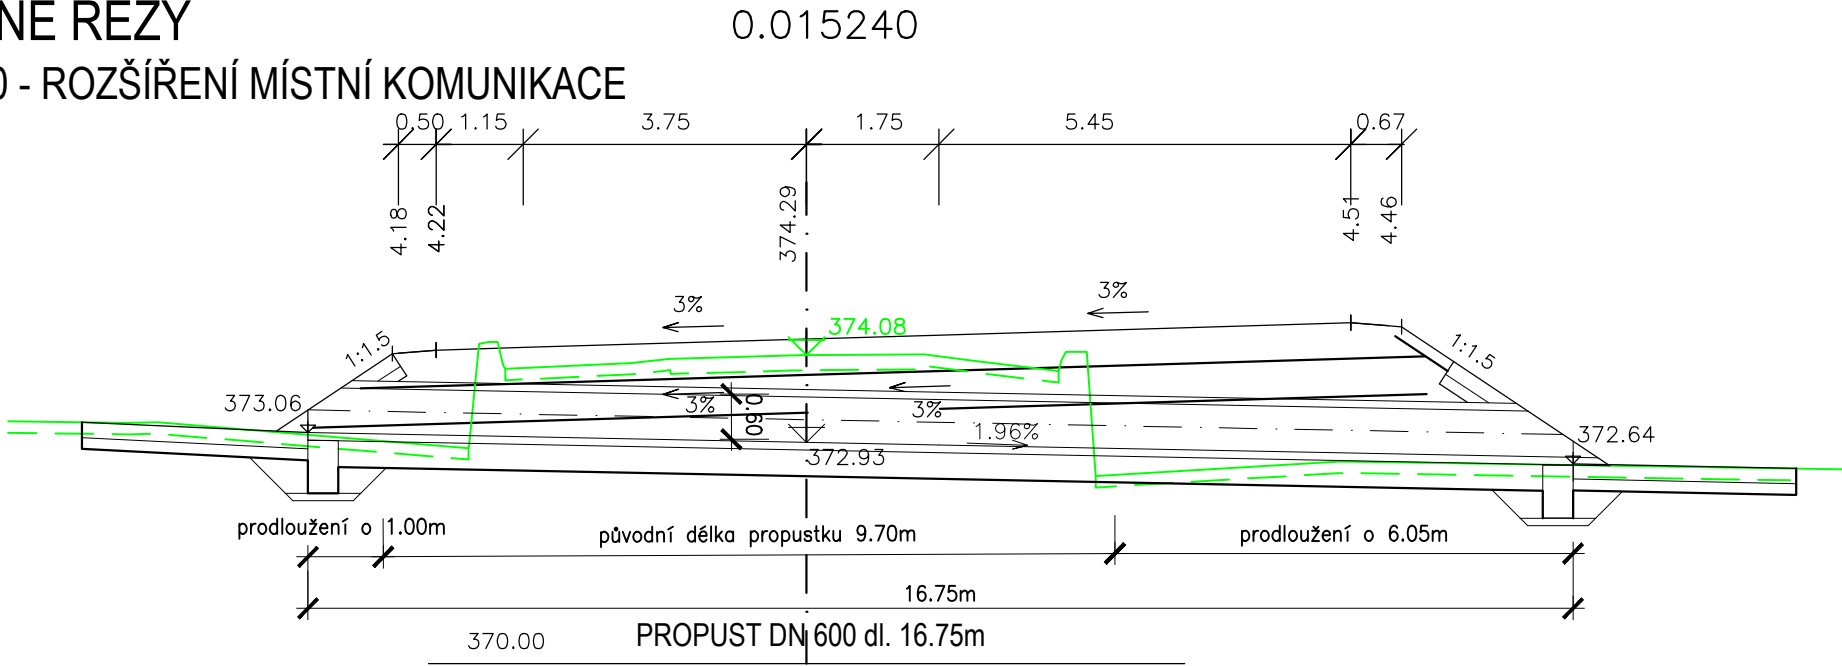 NE REZY
0.015240
0 - ROZŠÍŘENÍ MÍSTNÍ KOMUNIKACE
0.50 1.15 3.75 1.75 5.45 0.67
4.18 4.22 374.29 4.51 4.46
3% 3%
374.08
1:1.5 1:1.5
373.06 3% 0.60 3%
1.96% 372.64
372.93
prodloužení o 1.00m původní délka propustku 9.70m prodloužení o 6.05m
16.75m
370.00 PROPUST DN 600 dl. 16.75m